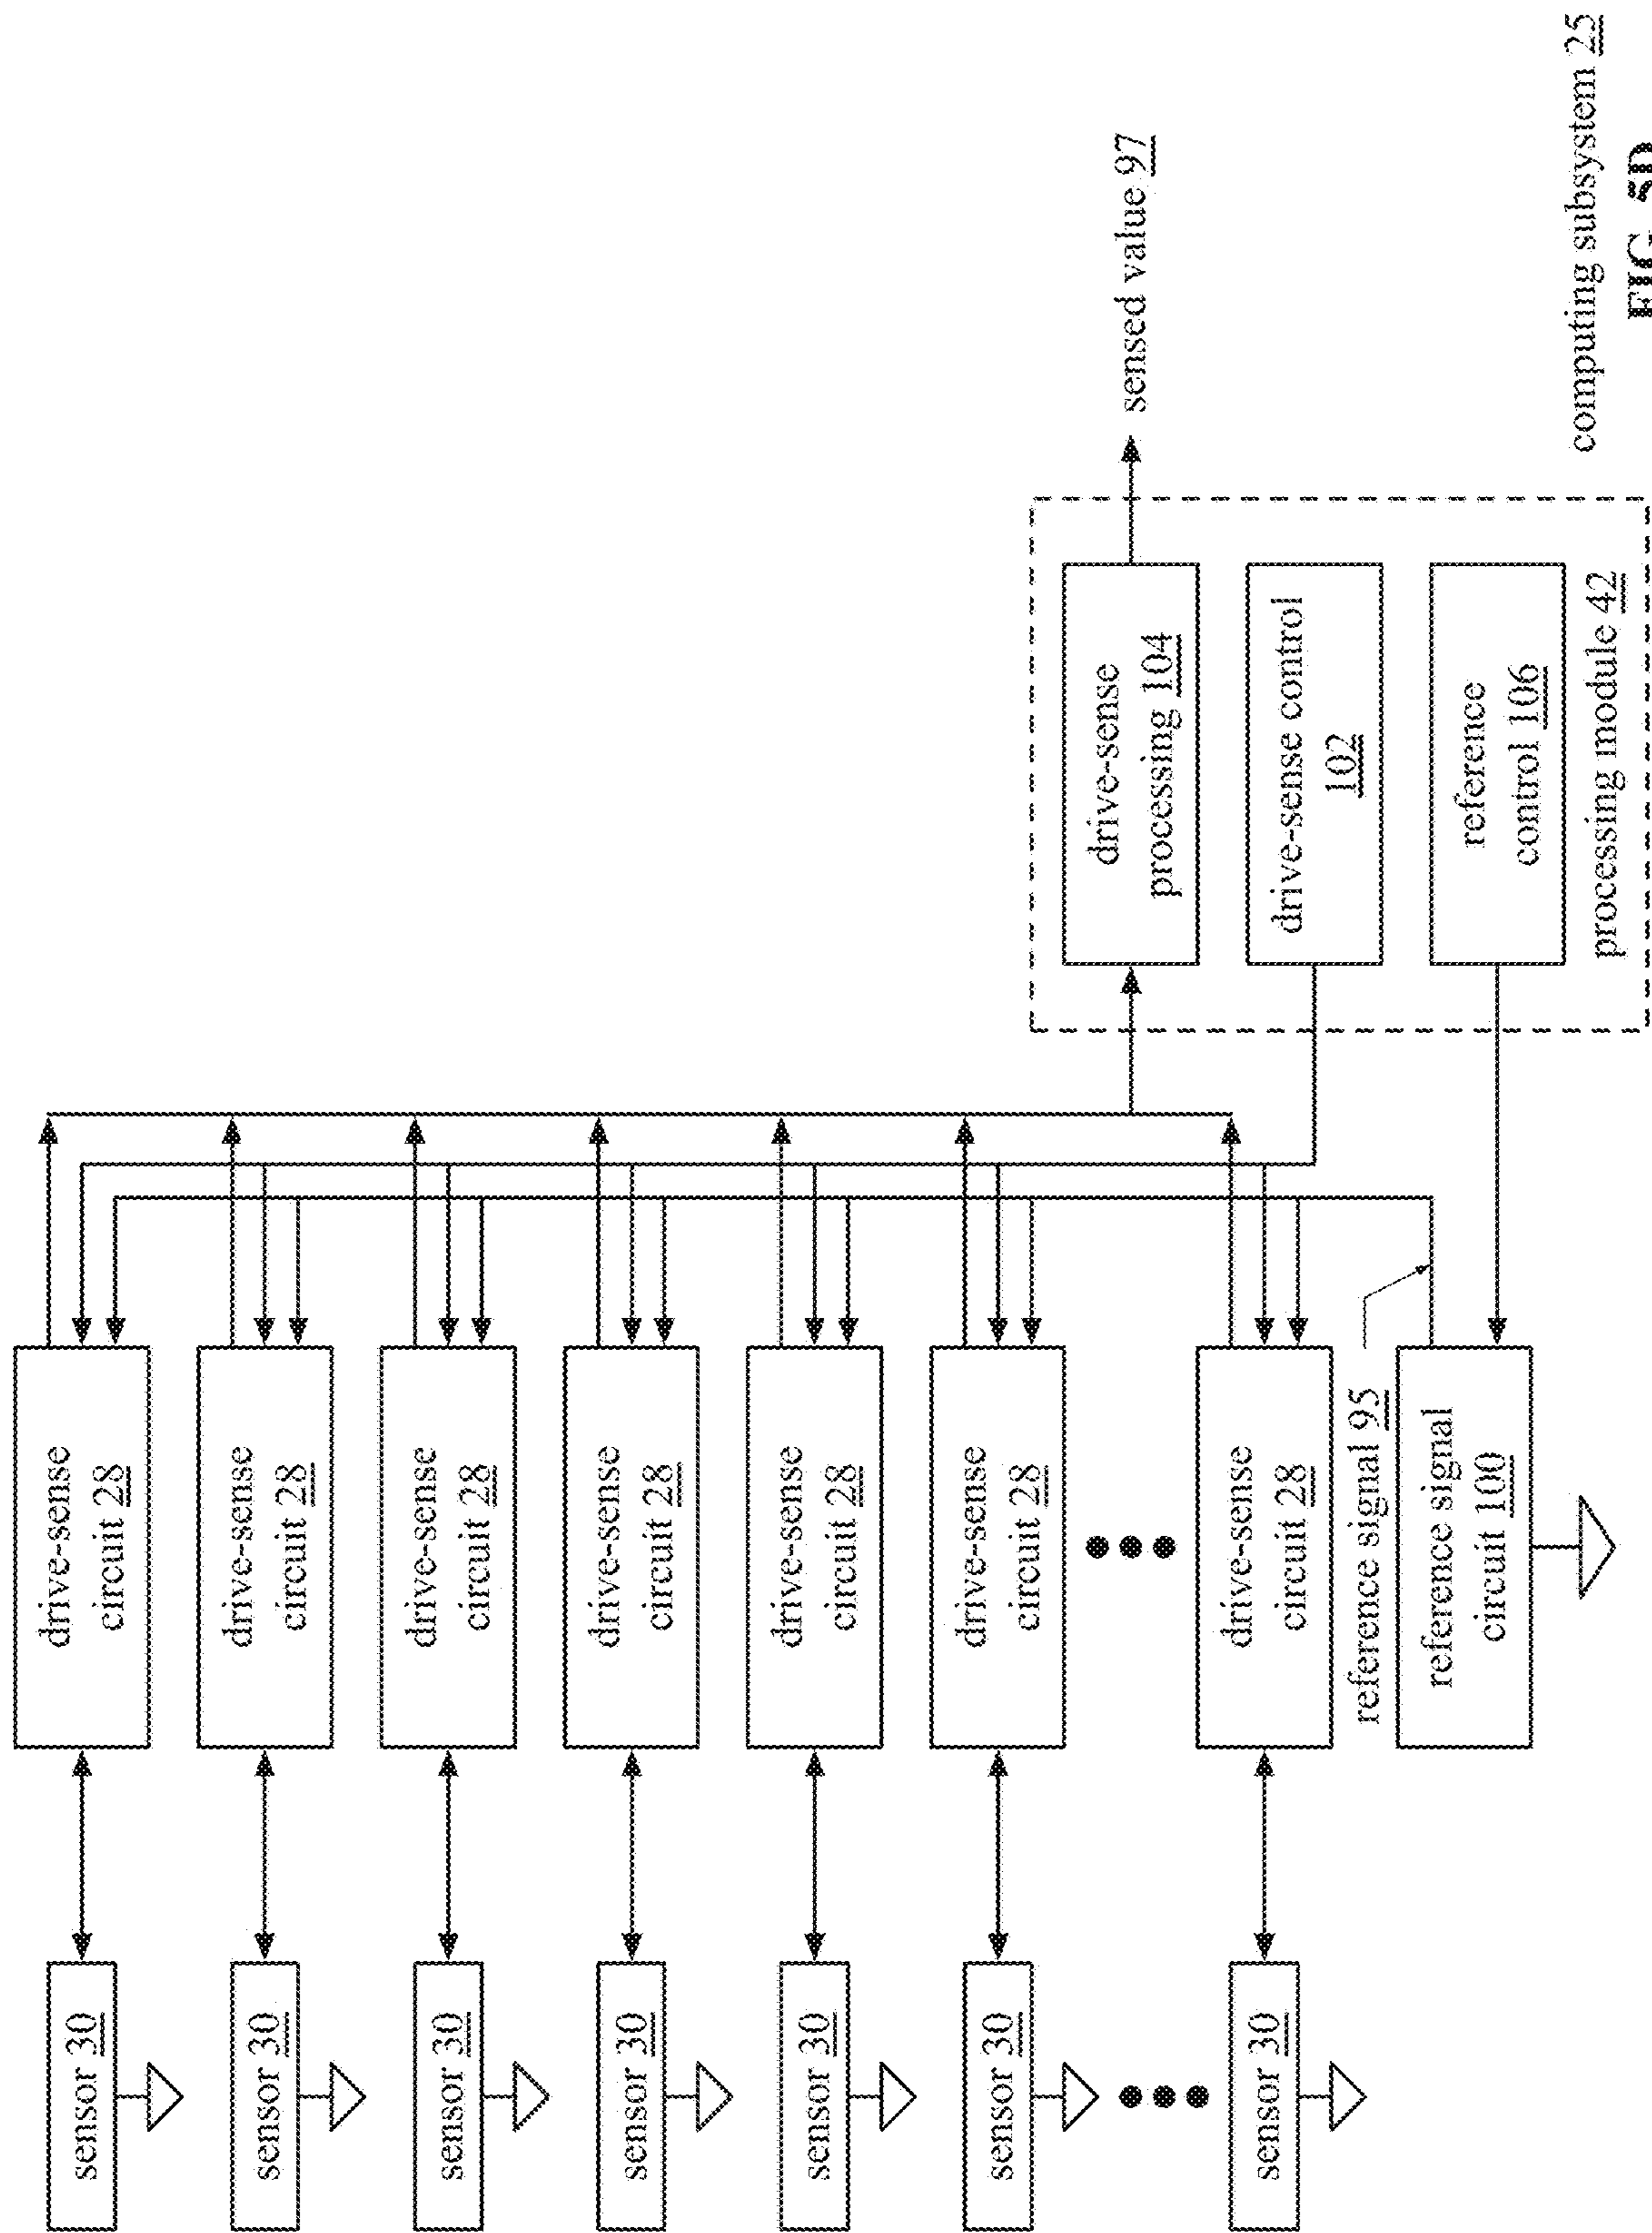 sensor 30
drive-sense
circuit 28
sensor 30
drive-sense
circuit 28
sensor 30
drive-sense
circuit 28
sensor 30
drive-sense
circuit 28
sensor 30
drive-sense
circuit 28
sensor 30
drive-sense
circuit 28
sensor 30
drive-sense
circuit 28
reference signal 95
reference signal
circuit 100
drive-sense
processing 104
drive-sense control
102
reference
control 106
processing module 42
sensed value 97
computing subsystem 25
FIG. 5D